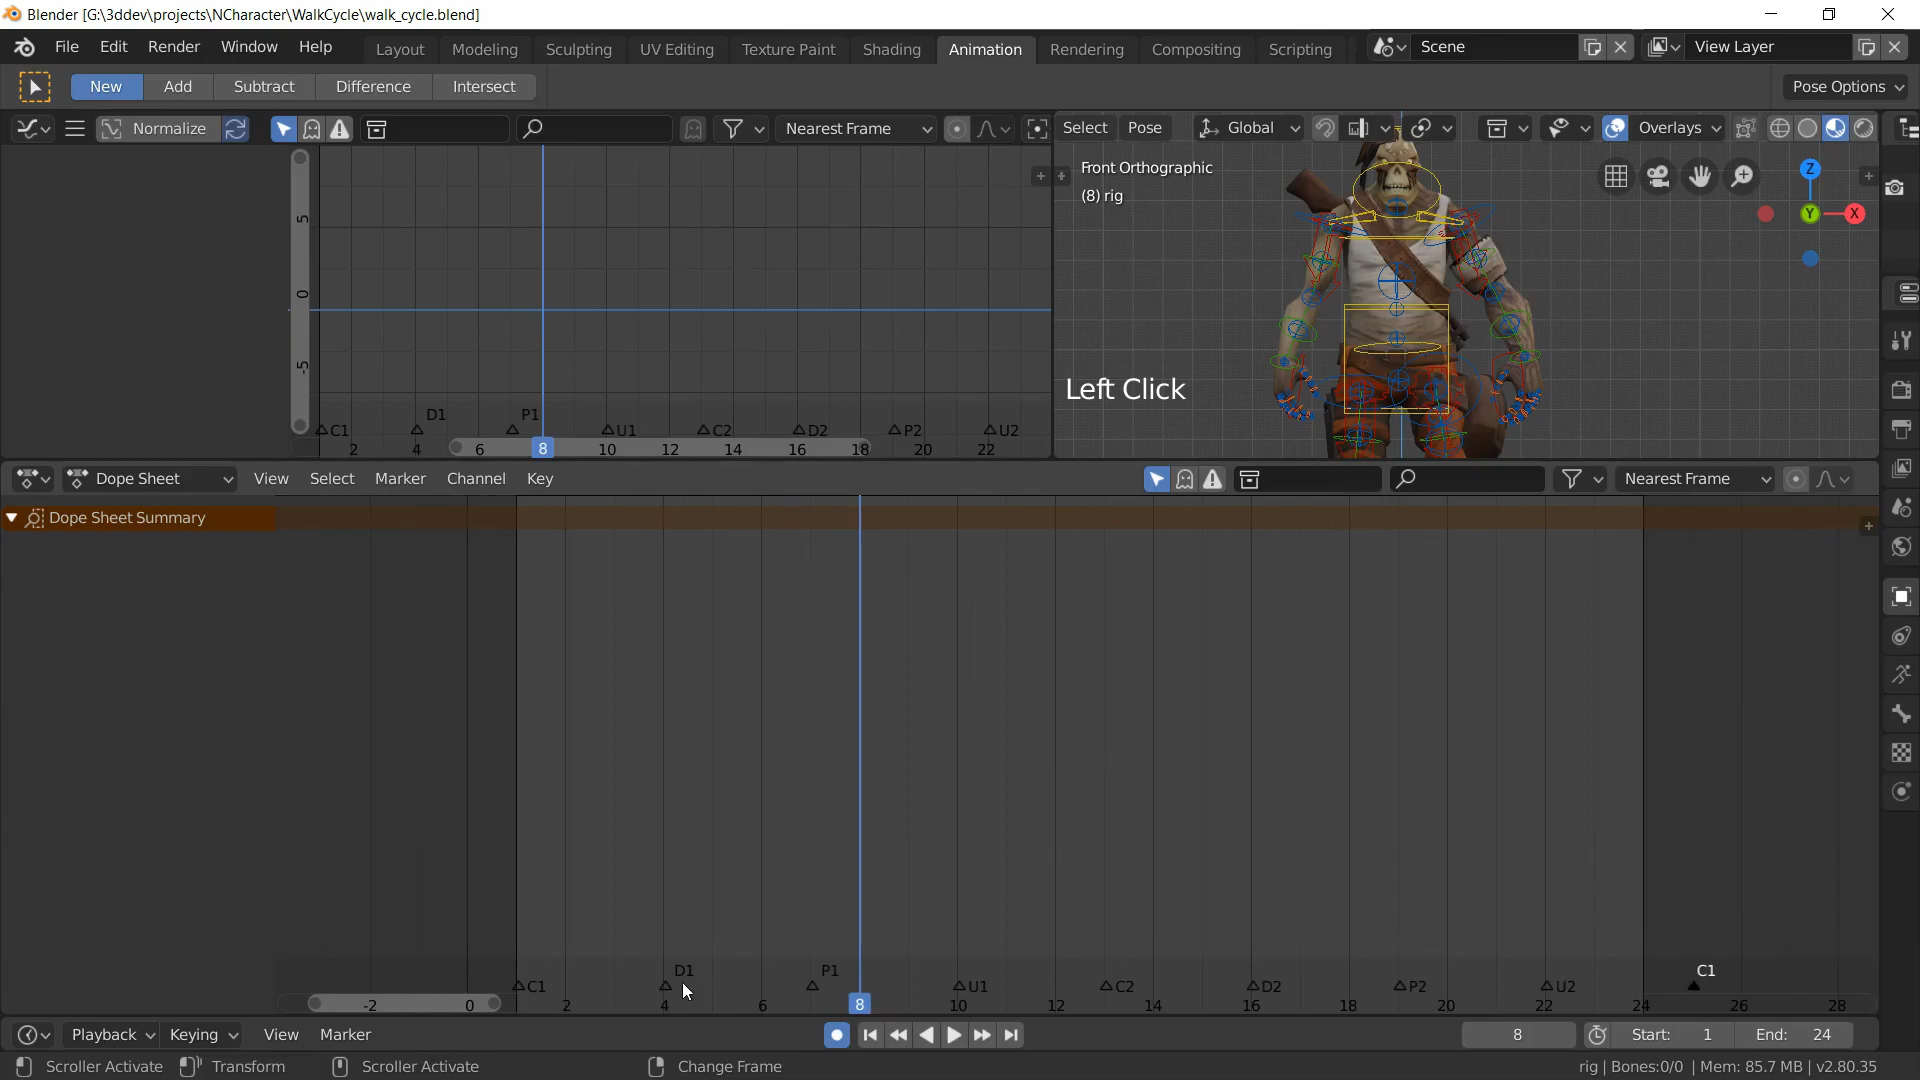 Blender [G:\3ddev\projects\NCharacter\WalkCycle\walk_cycle.blend]
File Edit Render Window Help Layout Modeling Sculpting UV Editing Texture Paint Shading Animation Rendering Compositing Scripting Scene View Layer
New Add Subtract Difference Intersect Pose Options
Normalize Nearest Frame Select Pose Global Overlays
Front Orthographic
(8) rig
Z
Y X
5
0
-5
Left Click
D1 P1
C1 U1 C2 D2 P2 U2
2 4 6 8 10 12 14 16 18 20 22
Dope Sheet View Select Marker Channel Key Nearest Frame
Dope Sheet Summary
D1 P1 C1
C1 U1 C2 D2 P2 U2
-2 0 2 4 6 8 10 12 14 16 18 20 22 24 26 28
Playback Keying View Marker 8 Start: 1 End: 24
Scroller Activate Transform Scroller Activate Change Frame rig | Bones:0/0 | Mem: 85.7 MB | v2.80.35